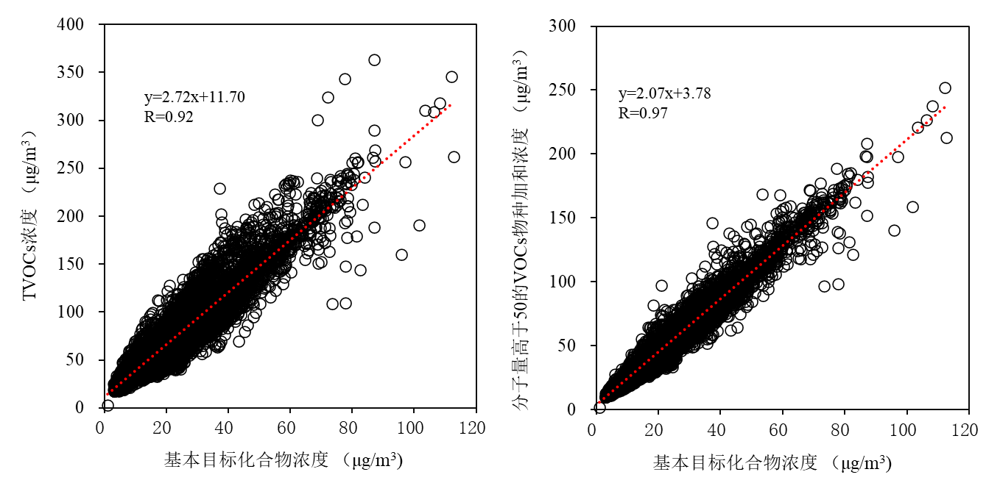 400
350
300
250
200
150
100
50
0
TVOCs浓度 (μg/m³)
y=2.72x+11.70
R=0.92
0 20 40 60 80 100 120
基本目标化合物浓度 (μg/m³)
300
250
200
150
100
50
0
分子量高于50的VOCs物种加和浓度 (μg/m³)
y=2.07x+3.78
R=0.97
0 20 40 60 80 100 120
基本目标化合物浓度 (μg/m³)